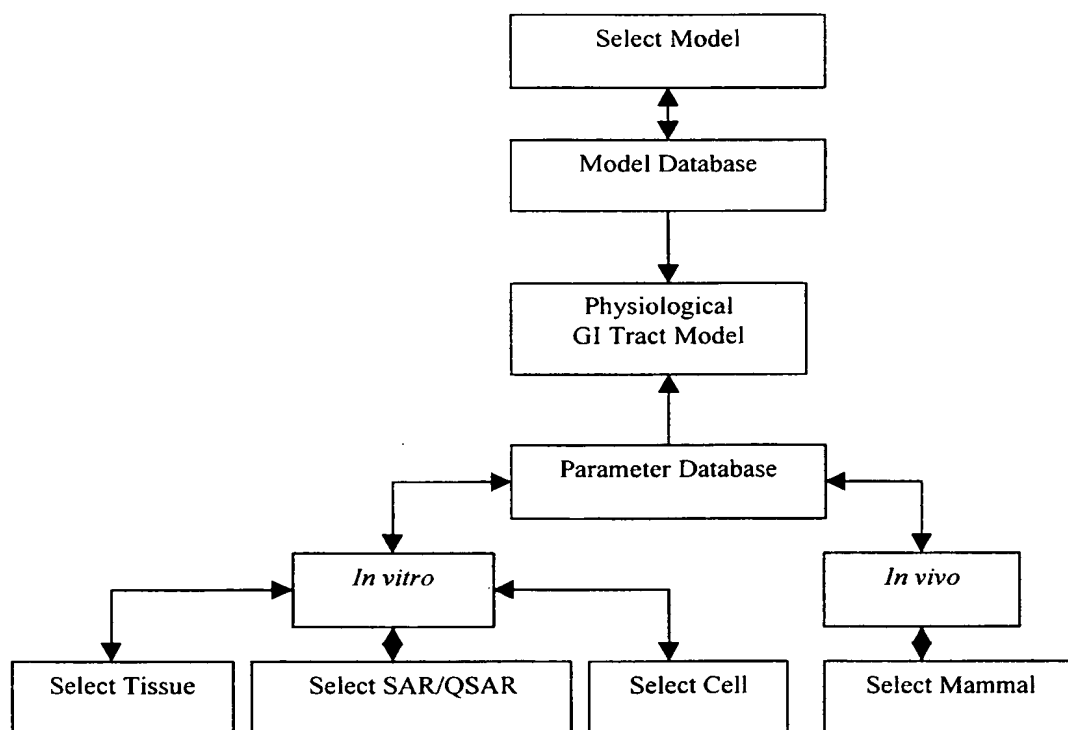 Select Model
Model Database
Physiological
GI Tract Model
Parameter Database
In vitro
In vivo
Select Tissue
Select SAR/QSAR
Select Cell
Select Mammal